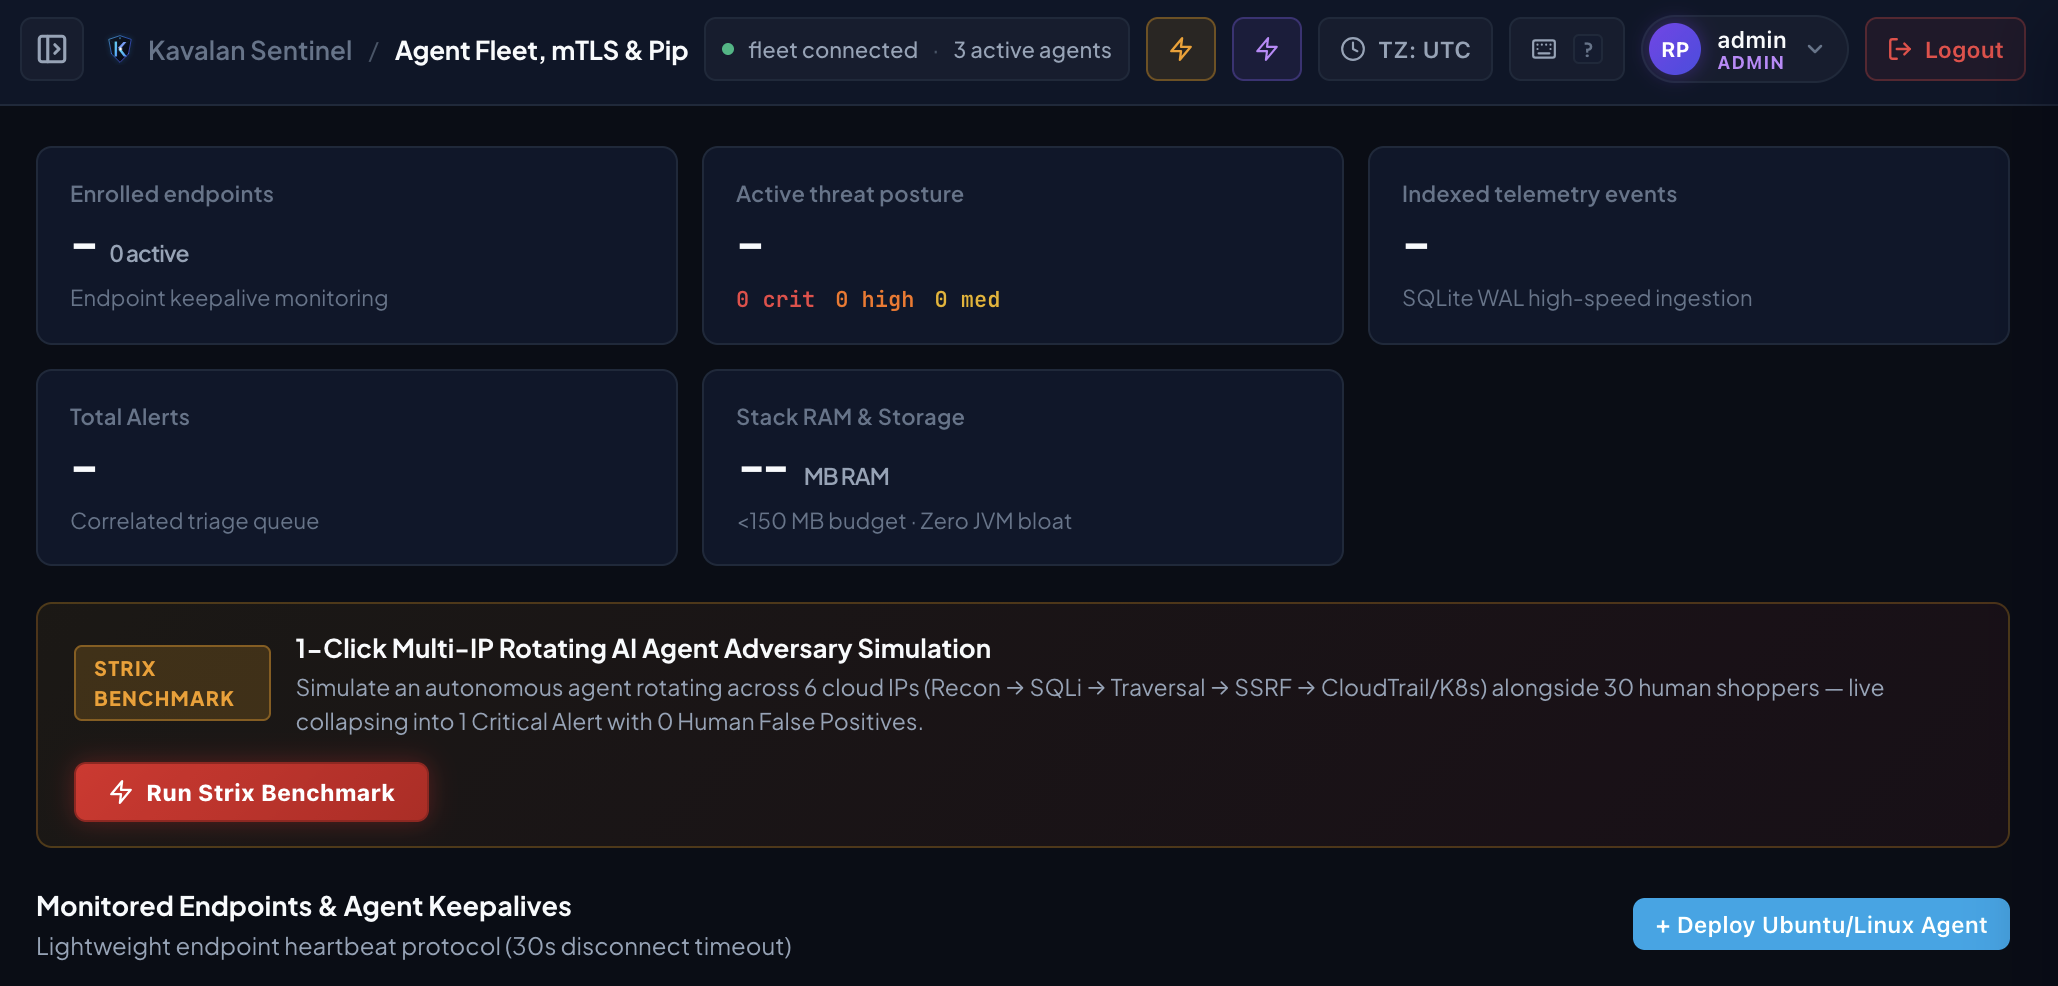 Kavalan Sentinel / Agent Fleet, mTLS & Pip
fleet connected · 3 active agents
TZ: UTC
?
RP
admin
ADMIN
Logout
Enrolled endpoints
– 0 active
Endpoint keepalive monitoring
Active threat posture
–
0 crit 0 high 0 med
Indexed telemetry events
–
SQLite WAL high-speed ingestion
Total Alerts
–
Correlated triage queue
Stack RAM & Storage
-- MB RAM
<150 MB budget · Zero JVM bloat
STRIX
BENCHMARK
1-Click Multi-IP Rotating AI Agent Adversary Simulation
Simulate an autonomous agent rotating across 6 cloud IPs (Recon → SQLi → Traversal → SSRF → CloudTrail/K8s) alongside 30 human shoppers — live
collapsing into 1 Critical Alert with 0 Human False Positives.
Run Strix Benchmark
Monitored Endpoints & Agent Keepalives
Lightweight endpoint heartbeat protocol (30s disconnect timeout)
+ Deploy Ubuntu/Linux Agent